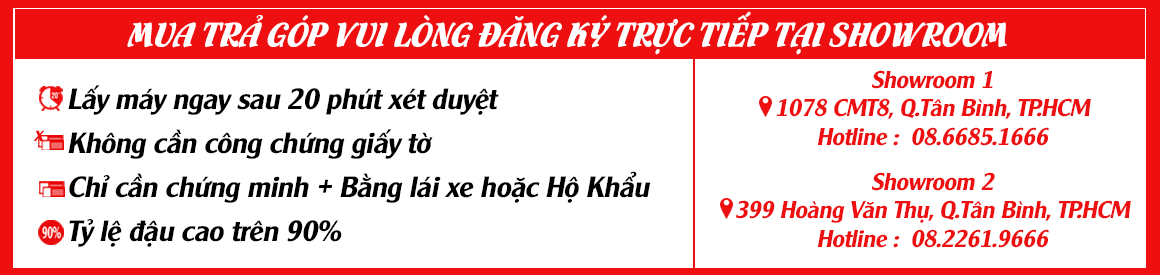 MUA TRẢ GÓP VUI LÒNG ĐĂNG KÝ TRỰC TIẾP TẠI SHOWROOM
Lấy máy ngay sau 20 phút xét duyệt
Không cần công chứng giấy tờ
Chỉ cần chứng minh + Bằng lái xe hoặc Hộ Khẩu
90% Tỷ lệ đậu cao trên 90%
Showroom 1
1078 CMT8, Q.Tân Bình, TP.HCM
Hotline : 08.6685.1666
Showroom 2
399 Hoàng Văn Thụ, Q.Tân Bình, TP.HCM
Hotline : 08.2261.9666